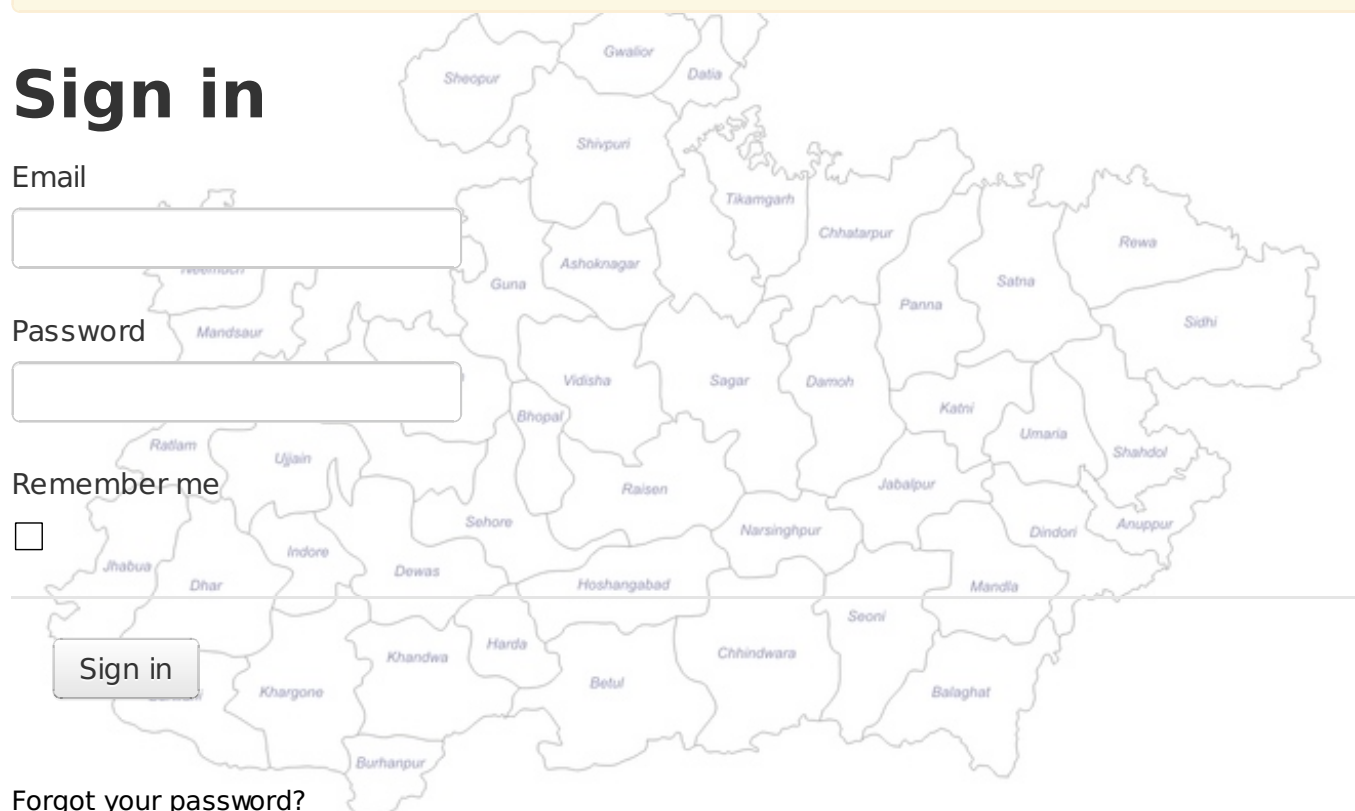 Gwalior
Sheopur
Datia
Sign in
Shivpuri
Email
Tikamgarh
Chhatarpur
Rewa
Ashoknagar
Neemuch
Guna
Satna
Panna
Sidhi
Password
Mandsaur
Vidisha
Sagar
Damoh
Katni
Bhopal
Umaria
Ratlam
Ujjain
Shahdol
Remember me
Raisen
Jabalpur
Sehore
Narsinghpur
Dindori
Anuppur
Indore
Jhabua
Dewas
Dhar
Hoshangabad
Mandla
Seoni
Harda
Khandwa
Chhindwara
Sign in
Betul
Khargone
Balaghat
Burhanpur
Forgot your password?